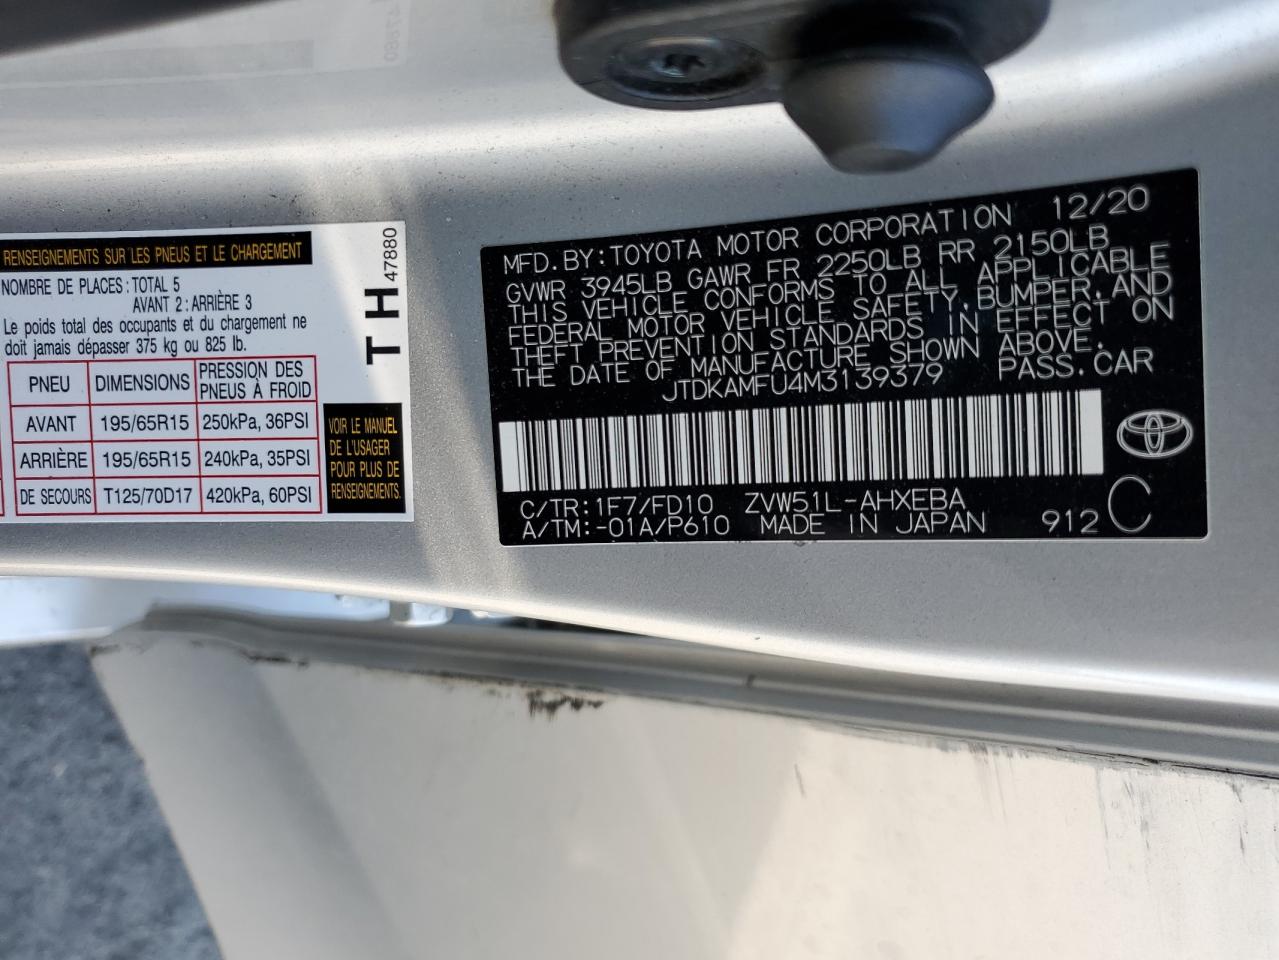 RENSEIGNEMENTS SUR LES PNEUS ET LE CHARGEMENT
NOMBRE DE PLACES : TOTAL 5
AVANT 2 : ARRIÈRE 3
Le poids total des occupants et du chargement ne
doit jamais dépasser 375 kg ou 825 lb.
PNEU DIMENSIONS PRESSION DES PNEUS À FROID
AVANT 195/65R15 250kPa, 36PSI
ARRIÈRE 195/65R15 240kPa, 35PSI
DE SECOURS T125/70D17 420kPa, 60PSI
TH 47880
VOIR LE MANUEL
DE L'USAGER
POUR PLUS DE
RENSEIGNEMENTS.
MFD.BY:TOYOTA MOTOR CORPORATION 12/20
GVWR 3945LB GAWR FR 2250LB RR 2150LB
THIS VEHICLE CONFORMS TO ALL APPLICABLE
FEDERAL MOTOR VEHICLE SAFETY,BUMPER,AND
THEFT PREVENTION STANDARDS IN EFFECT ON
THE DATE OF MANUFACTURE SHOWN ABOVE.
JTDKAMFU4M3139379 PASS.CAR
C/TR:1F7/FD10 ZVW51L-AHXEBA
A/TM:-01A/P610 MADE IN JAPAN 912 C